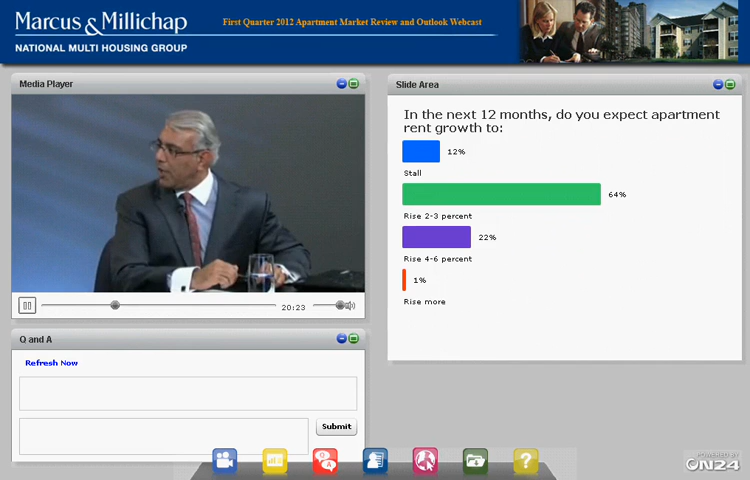 Marcus & Millichap
NATIONAL MULTI HOUSING GROUP
First Quarter 2012 Apartment Market Review and Outlook Webcast
Media Player
20:23
Q and A
Refresh Now
Submit
Slide Area
In the next 12 months, do you expect apartment
rent growth to:
12%
Stall
64%
Rise 2-3 percent
22%
Rise 4-6 percent
1%
Rise more
Q
A
?
POWERED BY
ON24